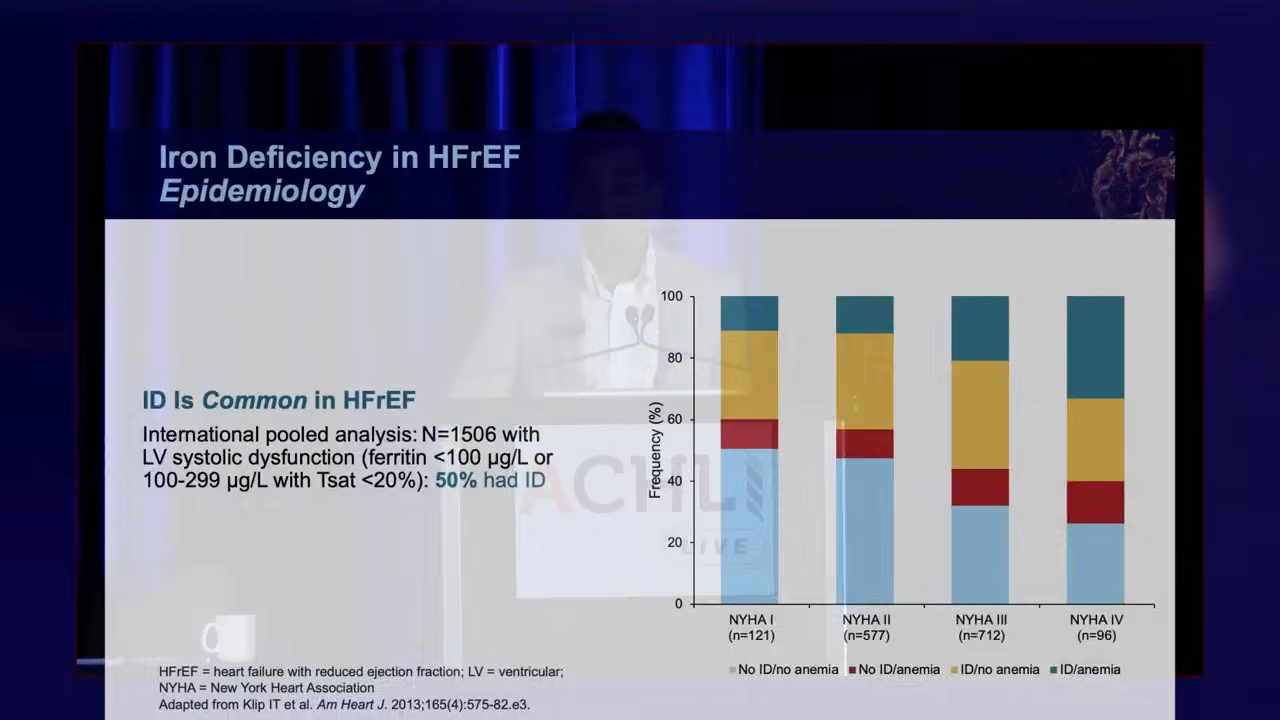 Iron Deficiency in HFrEF
Epidemiology
ID Is Common in HFrEF
International pooled analysis: N=1506 with
LV systolic dysfunction (ferritin <100 µg/L or
100-299 µg/L with Tsat <20%): 50% had ID
ACHL
LIVE
Frequency (%)
100
80
60
40
20
0
NYHA I
(n=121)
NYHA II
(n=577)
NYHA III
(n=712)
NYHA IV
(n=96)
No ID/no anemia No ID/anemia ID/no anemia ID/anemia
HFrEF = heart failure with reduced ejection fraction; LV = ventricular;
NYHA = New York Heart Association
Adapted from Klip IT et al. Am Heart J. 2013;165(4):575-82.e3.